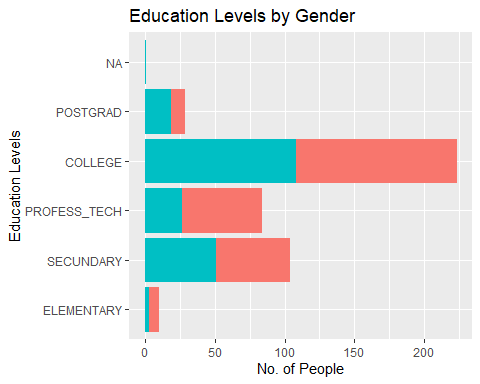 Education Levels by Gender
Education Levels
NA
POSTGRAD
COLLEGE
PROFESS_TECH
SECUNDARY
ELEMENTARY
0 50 100 150 200
No. of People